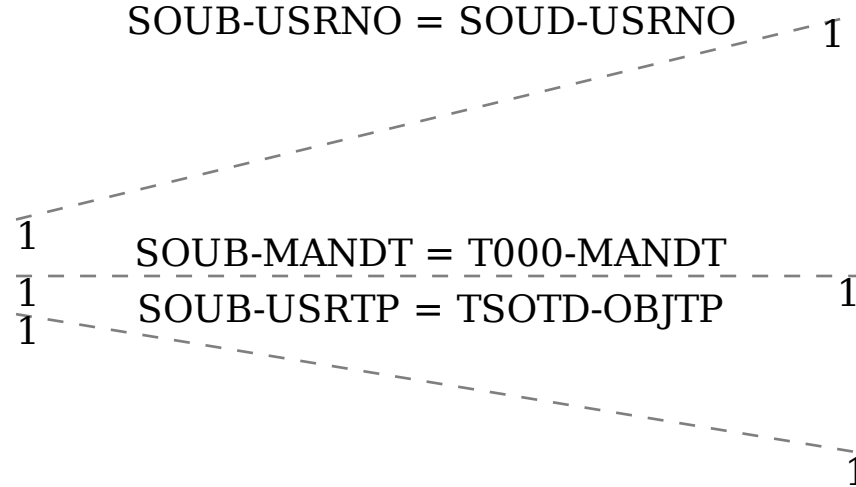 SOUB-USRNO = SOUD-USRNO
1
1
SOUB-MANDT = T000-MANDT
1
1
SOUB-USRTP = TSOTD-OBJTP
1
1